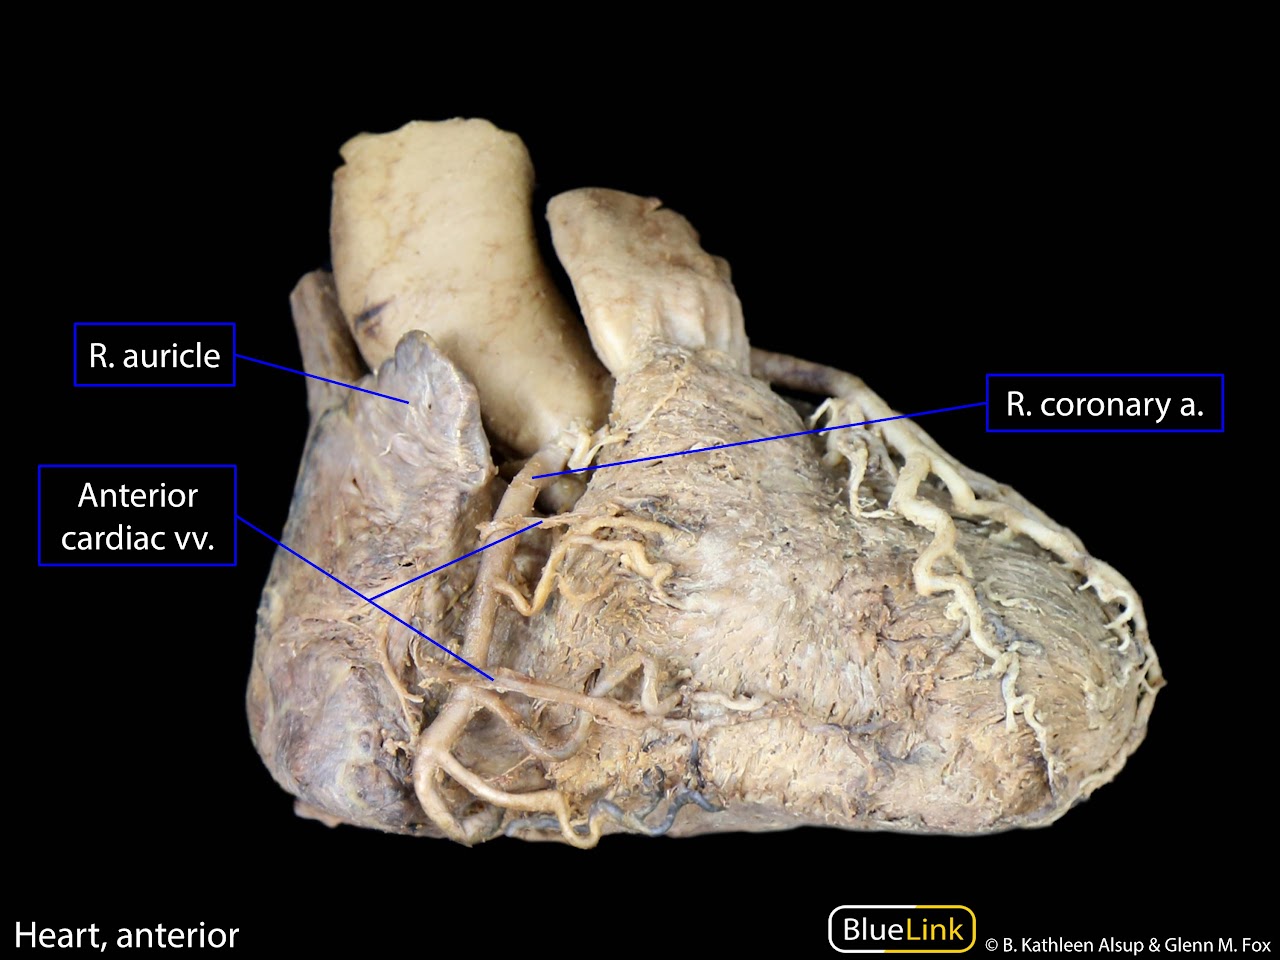 R. auricle
R. coronary a.
Anterior
cardiac vv.
Heart, anterior
BlueLink
© B. Kathleen Alsup & Glenn M. Fox